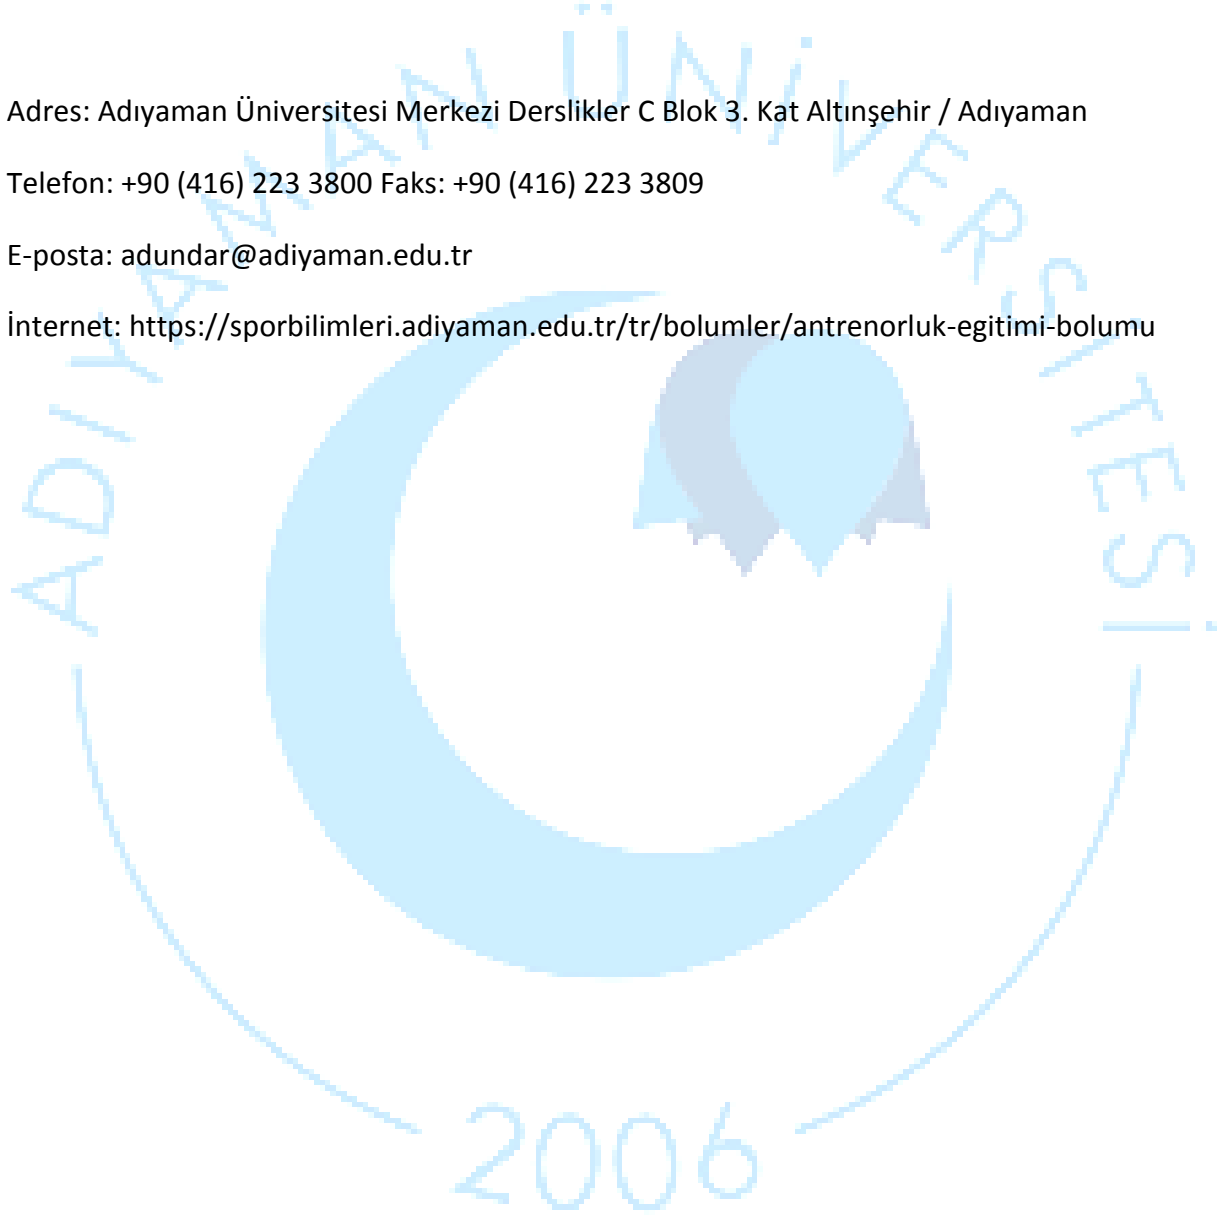 ADIYAMAN ÜNİVERSİTESİ
Adres: Adıyaman Üniversitesi Merkezi Derslikler C Blok 3. Kat Altınşehir / Adıyaman
Telefon: +90 (416) 223 3800 Faks: +90 (416) 223 3809
E-posta: adundar@adiyaman.edu.tr
İnternet: https://sporbilimleri.adiyaman.edu.tr/tr/bolumler/antrenorluk-egitimi-bolumu
2006